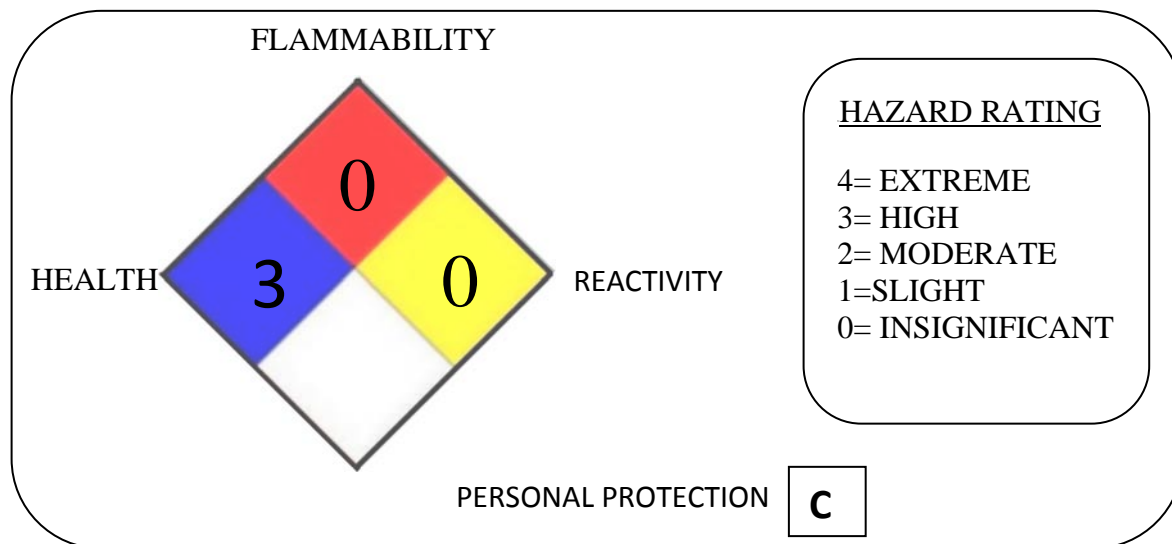 FLAMMABILITY
0
HEALTH
3
0
REACTIVITY
HAZARD RATING
4= EXTREME
3= HIGH
2= MODERATE
1=SLIGHT
0= INSIGNIFICANT
PERSONAL PROTECTION
C